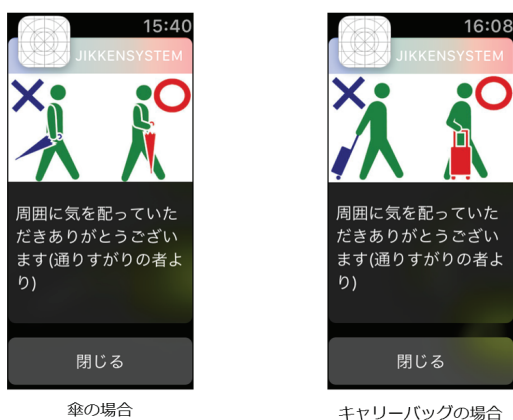 15:40
JIKKENSYSTEM
周囲に気を配っていた
だきありがとうござい
ます(通りすがりの者よ
り)
閉じる
傘の場合
16:08
JIKKENSYSTEM
周囲に気を配っていた
だきありがとうござい
ます(通りすがりの者よ
り)
閉じる
キャリーバッグの場合